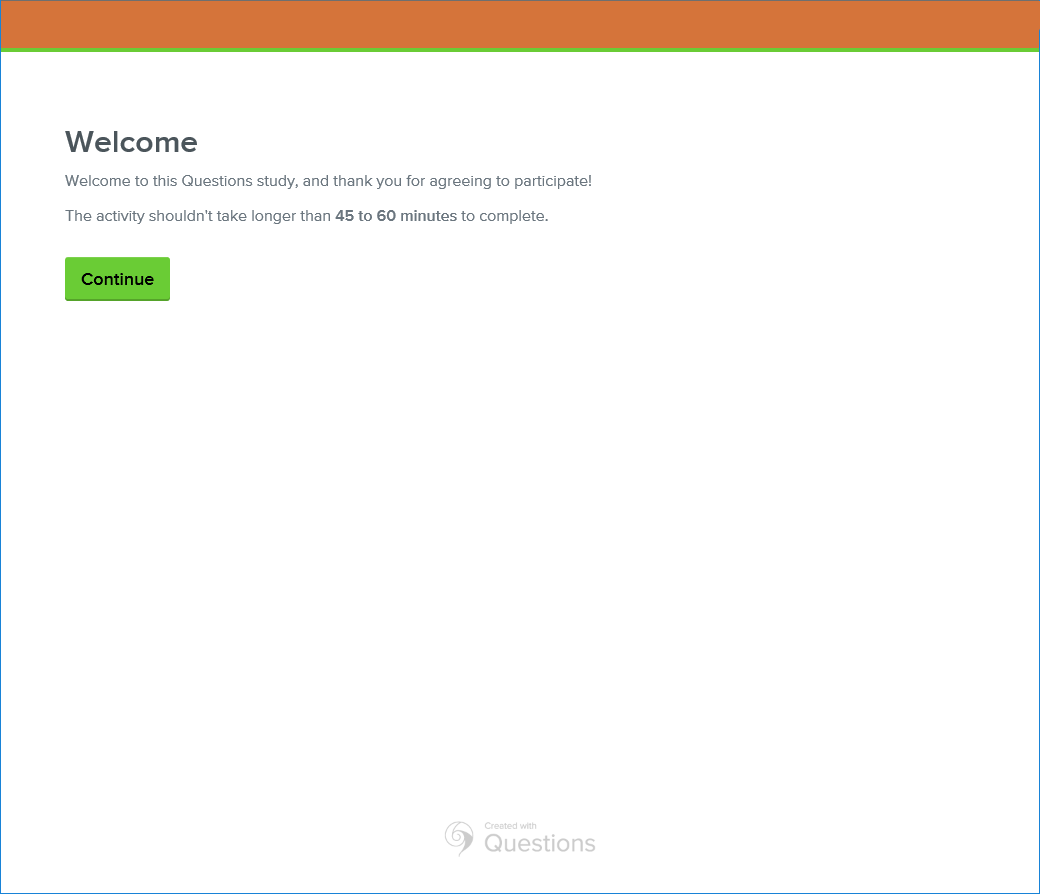 Welcome
Welcome to this Questions study, and thank you for agreeing to participate!
The activity shouldn't take longer than 45 to 60 minutes to complete.
Continue
Created with
Questions